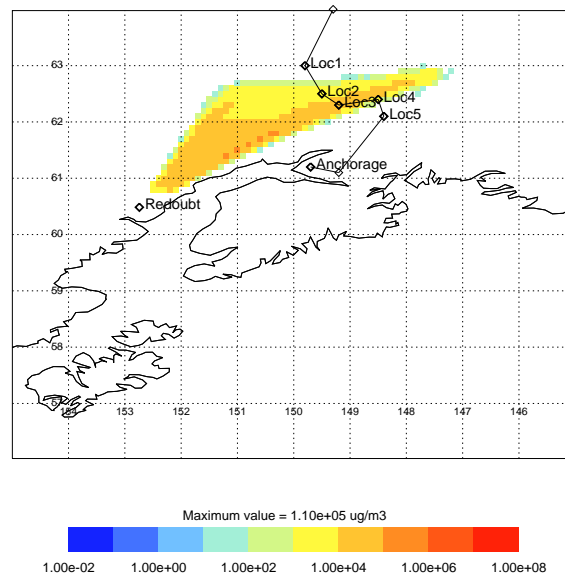 63
Loc1
Loc2
Loc3
Loc4
62
Loc5
Anchorage
61
Redoubt
60
59
58
57
154 153 152 151 150 149 148 147 146
Maximum value = 1.10e+05 ug/m3
1.00e-02 1.00e+00 1.00e+02 1.00e+04 1.00e+06 1.00e+08